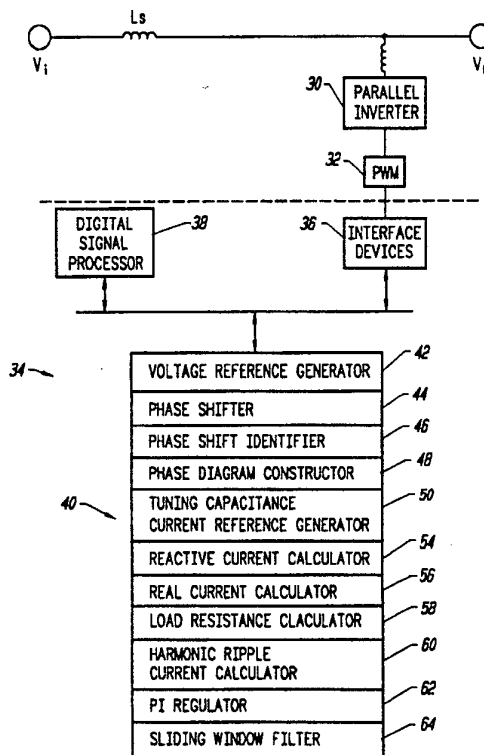 Ls
Vi
V
30
PARALLEL
INVERTER
32
PWM
DIGITAL
SIGNAL
PROCESSOR
38
36
INTERFACE
DEVICES
34
40
VOLTAGE REFERENCE GENERATOR
42
PHASE SHIFTER
44
PHASE SHIFT IDENTIFIER
46
PHASE DIAGRAM CONSTRUCTOR
48
TUNING CAPACITANCE
CURRENT REFERENCE GENERATOR
50
REACTIVE CURRENT CALCULATOR
54
REAL CURRENT CALCULATOR
56
LOAD RESISTANCE CLACULATOR
58
HARMONIC RIPPLE
CURRENT CALCULATOR
60
PI REGULATOR
62
SLIDING WINDOW FILTER
64